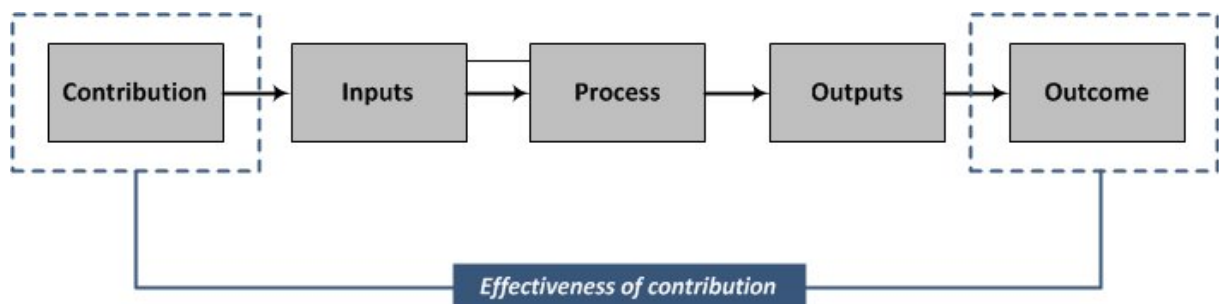 Contribution
Inputs
Process
Outputs
Outcome
Effectiveness of contribution